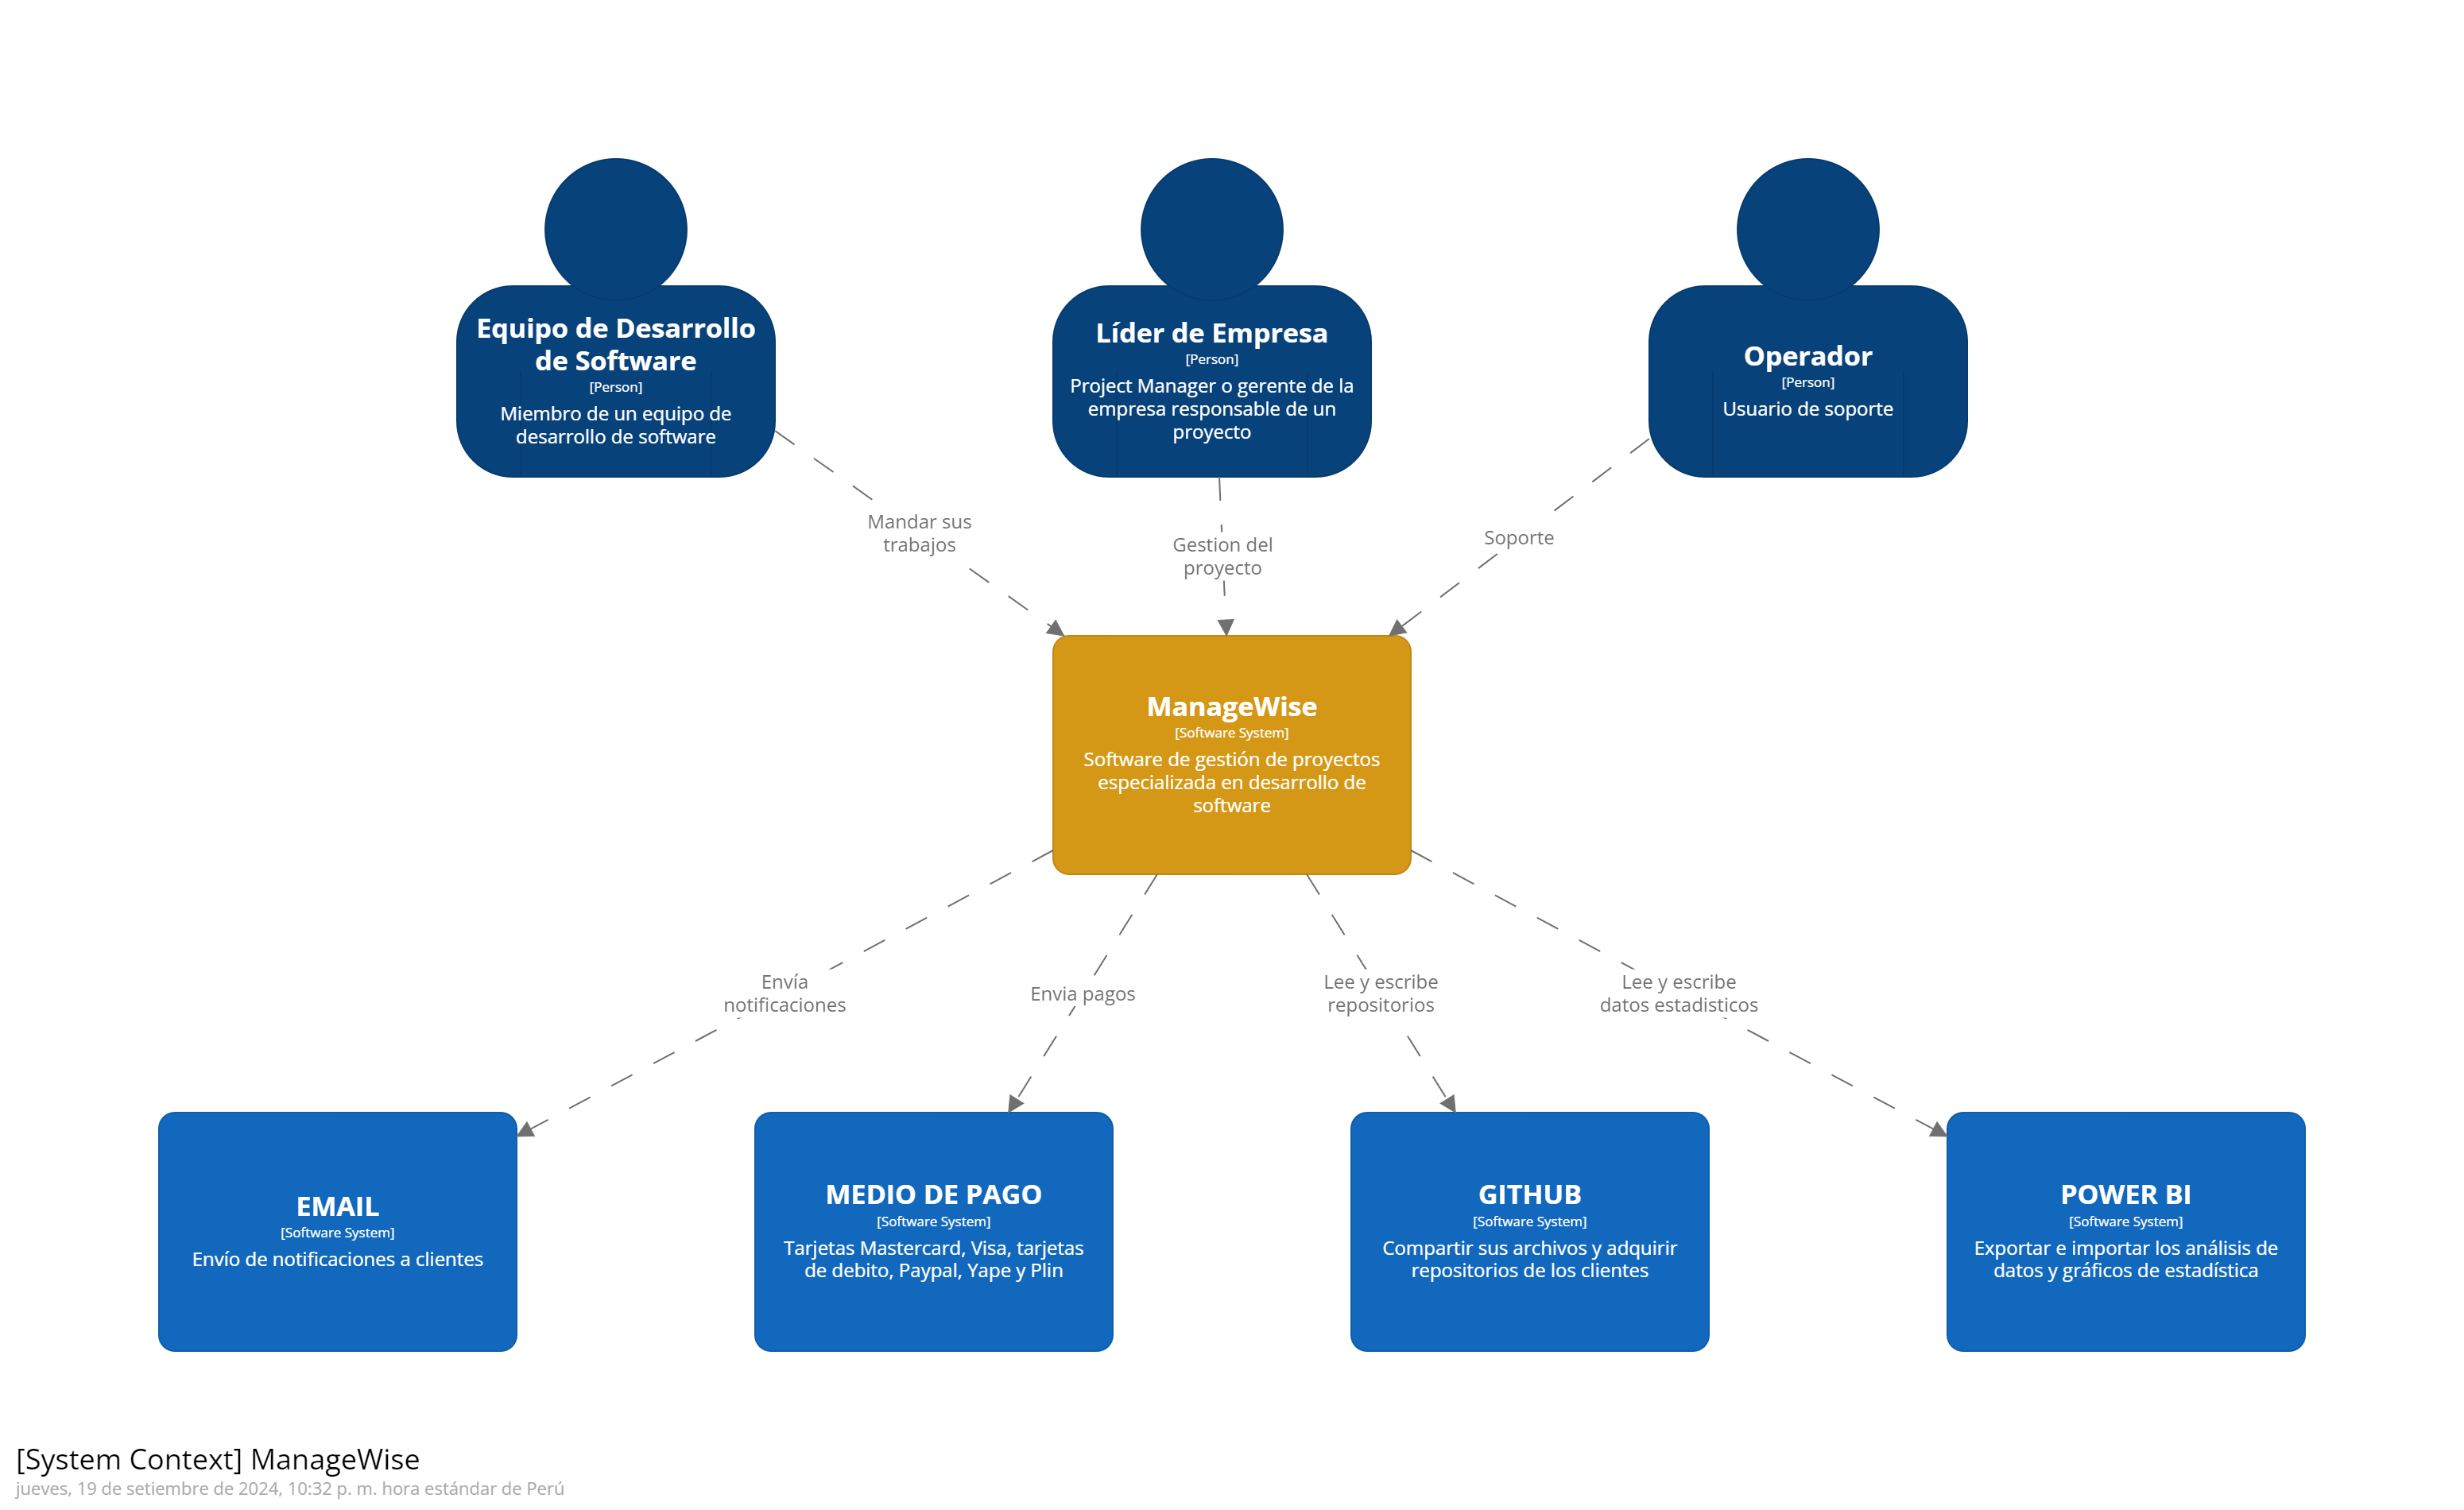 Equipo de Desarrollo
de Software
[Person]
Miembro de un equipo de
desarrollo de software
Líder de Empresa
[Person]
Project Manager o gerente de la
empresa responsable de un
proyecto
Operador
[Person]
Usuario de soporte
Mandar sus
trabajos
Gestion del
proyecto
Soporte
ManageWise
[Software System]
Software de gestión de proyectos
especializada en desarrollo de
software
Envía
notificaciones
Envia pagos
Lee y escribe
repositorios
Lee y escribe
datos estadisticos
EMAIL
[Software System]
Envío de notificaciones a clientes
MEDIO DE PAGO
[Software System]
Tarjetas Mastercard, Visa, tarjetas
de debito, Paypal, Yape y Plin
GITHUB
[Software System]
Compartir sus archivos y adquirir
repositorios de los clientes
POWER BI
[Software System]
Exportar e importar los análisis de
datos y gráficos de estadística
[System Context] ManageWise
jueves, 19 de setiembre de 2024, 10:32 p. m. hora estándar de Perú